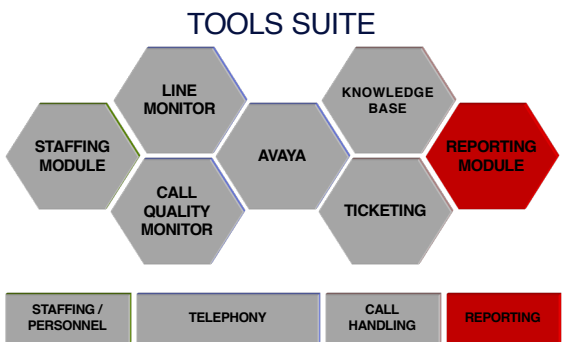 TOOLS SUITE
LINE
MONITOR
KNOWLEDGE
BASE
STAFFING
MODULE
AVAYA
REPORTING
MODULE
CALL
QUALITY
MONITOR
TICKETING
STAFFING /
PERSONNEL
TELEPHONY
CALL
HANDLING
REPORTING